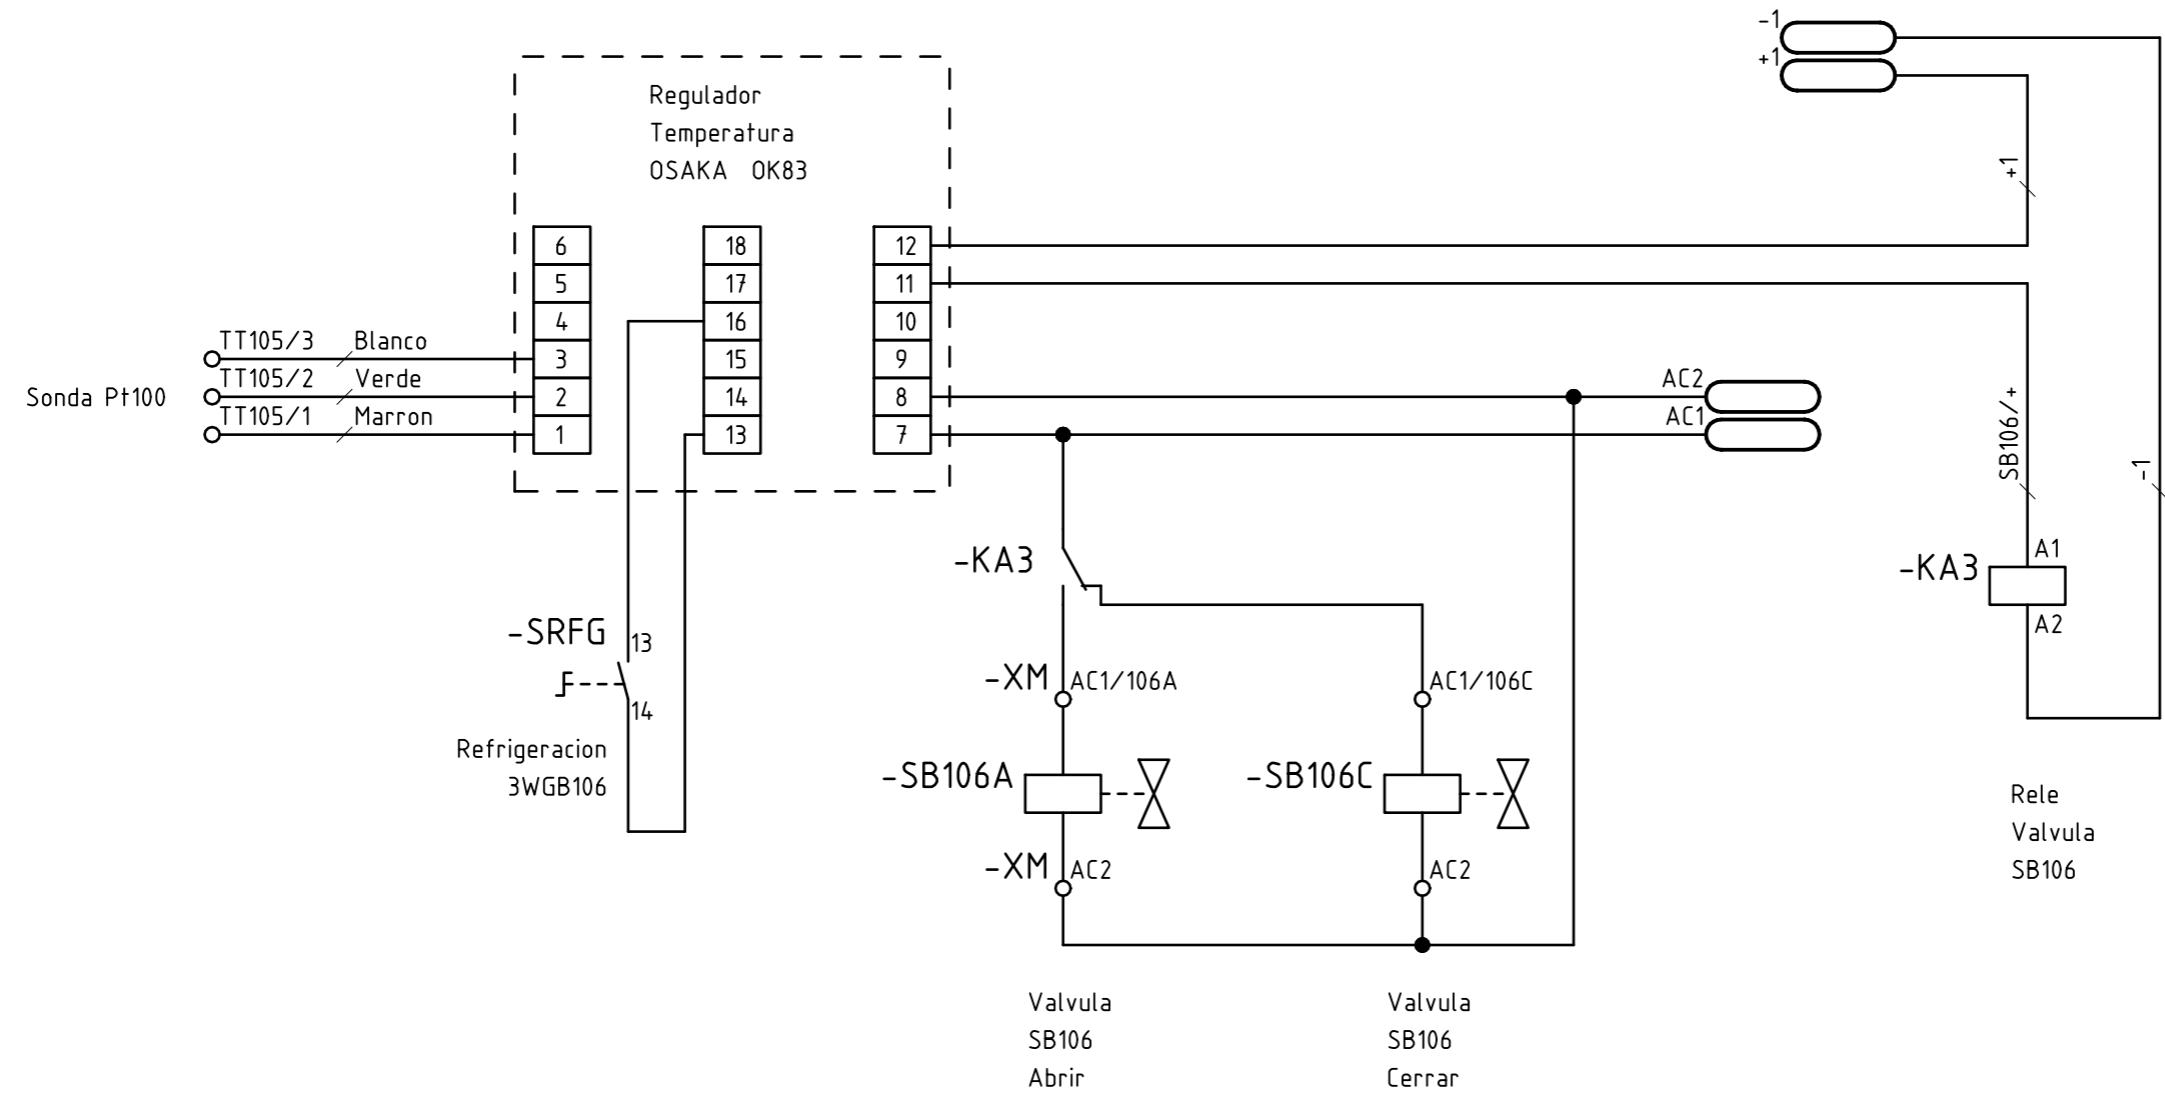 -1
+1
Regulador
Temperatura
OSAKA OK83
+1
6
5
4
3
2
1
18
17
16
15
14
13
12
11
10
9
8
7
Sonda Pt100
TT105/3
Blanco
TT105/2
Verde
TT105/1
Marron
AC2
AC1
SB106/+
-1
-KA3
-KA3
A1
A2
-SRFG
13
14
Refrigeracion
3WGB106
-XM
AC1/106A
AC1/106C
-SB106A
-SB106C
-XM
AC2
AC2
Rele
Valvula
SB106
Valvula
SB106
Abrir
Valvula
SB106
Cerrar